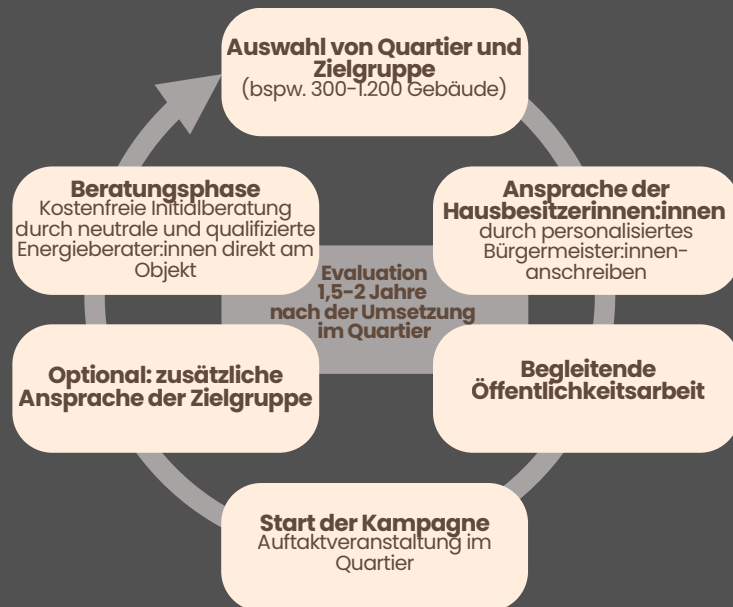 Auswahl von Quartier und
Zielgruppe
(bspw. 300-1.200 Gebäude)
Ansprache der
Hausbesitzerinnen:innen
durch personalisiertes
Bürgermeister:innen-
anschreiben
Begleitende
Öffentlichkeitsarbeit
Start der Kampagne
Auftaktveranstaltung im
Quartier
Optional: zusätzliche
Ansprache der Zielgruppe
Beratungsphase
Kostenfreie Initialberatung
durch neutrale und qualifizierte
Energieberater:innen direkt am
Objekt
Evaluation
1,5-2 Jahre
nach der Umsetzung
im Quartier